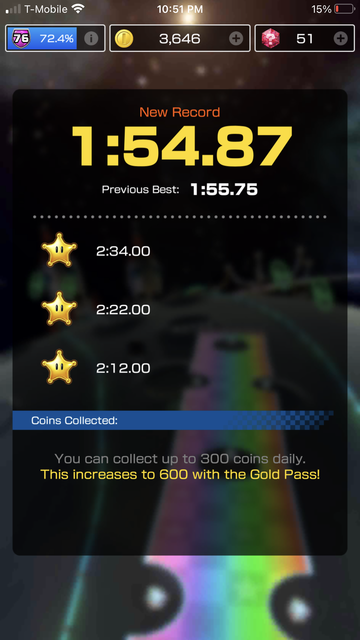 T-Mobile 10:51 PM 15%
76 72.4% i 3,646 + 51 +
New Record
1:54.87
Previous Best: 1:55.75
2:34.00
2:22.00
2:12.00
Coins Collected:
You can collect up to 300 coins daily.
This increases to 600 with the Gold Pass!